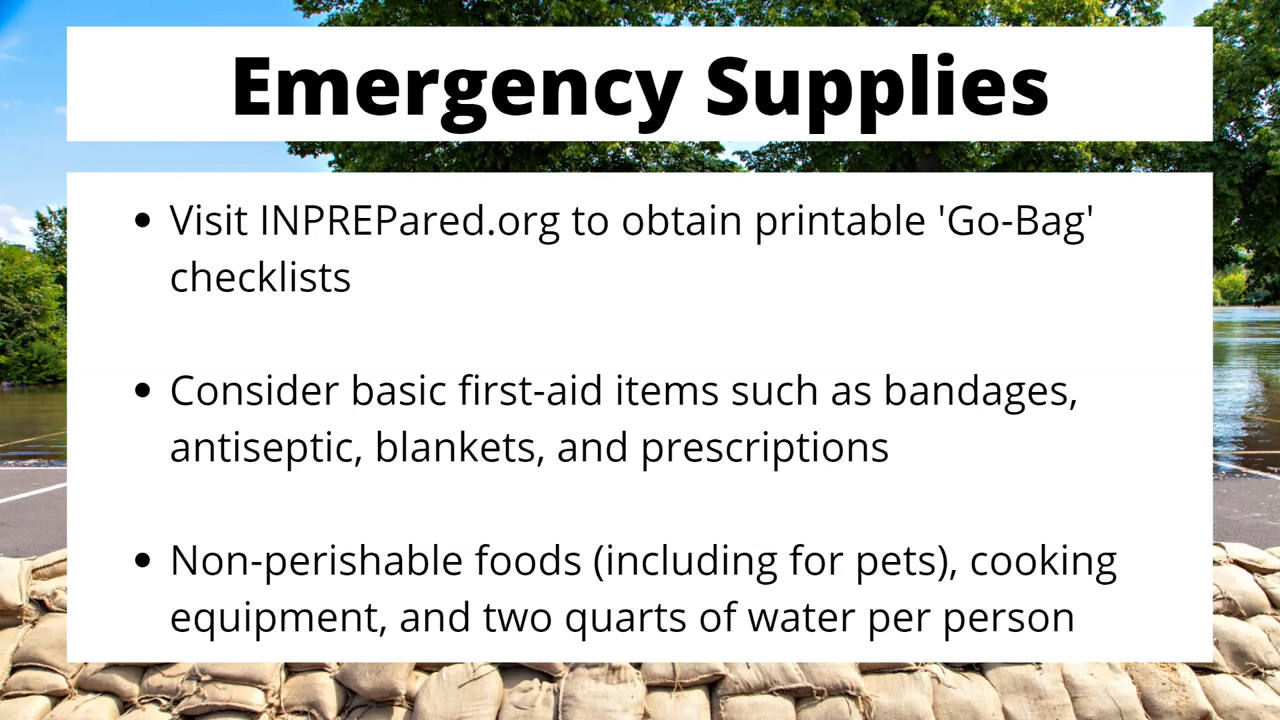 Emergency Supplies
• Visit INPREPared.org to obtain printable 'Go-Bag'
checklists
• Consider basic first-aid items such as bandages,
antiseptic, blankets, and prescriptions
• Non-perishable foods (including for pets), cooking
equipment, and two quarts of water per person